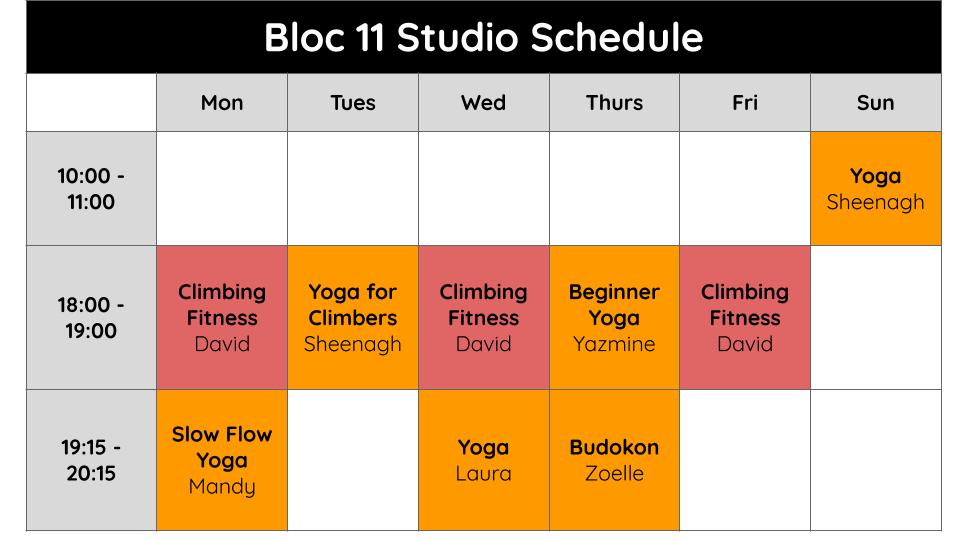 Bloc 11 Studio Schedule
Mon Tues Wed Thurs Fri Sun
10:00 -
11:00
Yoga
Sheenagh
18:00 -
19:00
Climbing
Fitness
David
Yoga for
Climbers
Sheenagh
Climbing
Fitness
David
Beginner
Yoga
Yazmine
Climbing
Fitness
David
19:15 -
20:15
Slow Flow
Yoga
Mandy
Yoga
Laura
Budokon
Zoelle